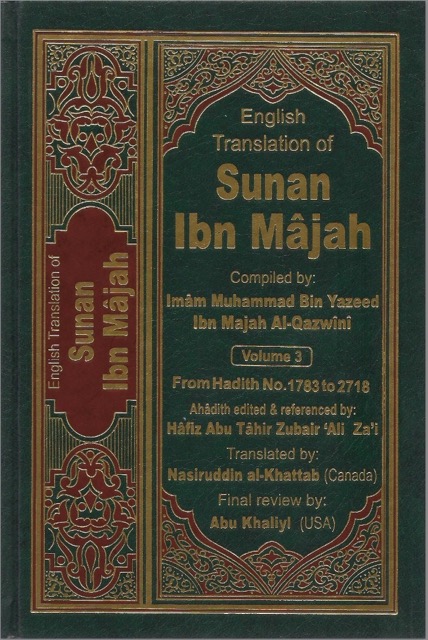 English Translation of
Sunan
Ibn Mâjah
English
Translation of
Sunan
Ibn Mâjah
Compiled by:
Imâm Muhammad Bin Yazeed
Ibn Majah Al-Qazwînî
Volume 3
From Hadith No.1783 to 2718
Ahâdith edited & referenced by:
Hâfiz Abu Tâhir Zubair 'Ali Za'i
Translated by:
Nasiruddin al-Khattab (Canada)
Final review by:
Abu Khaliyl (USA)